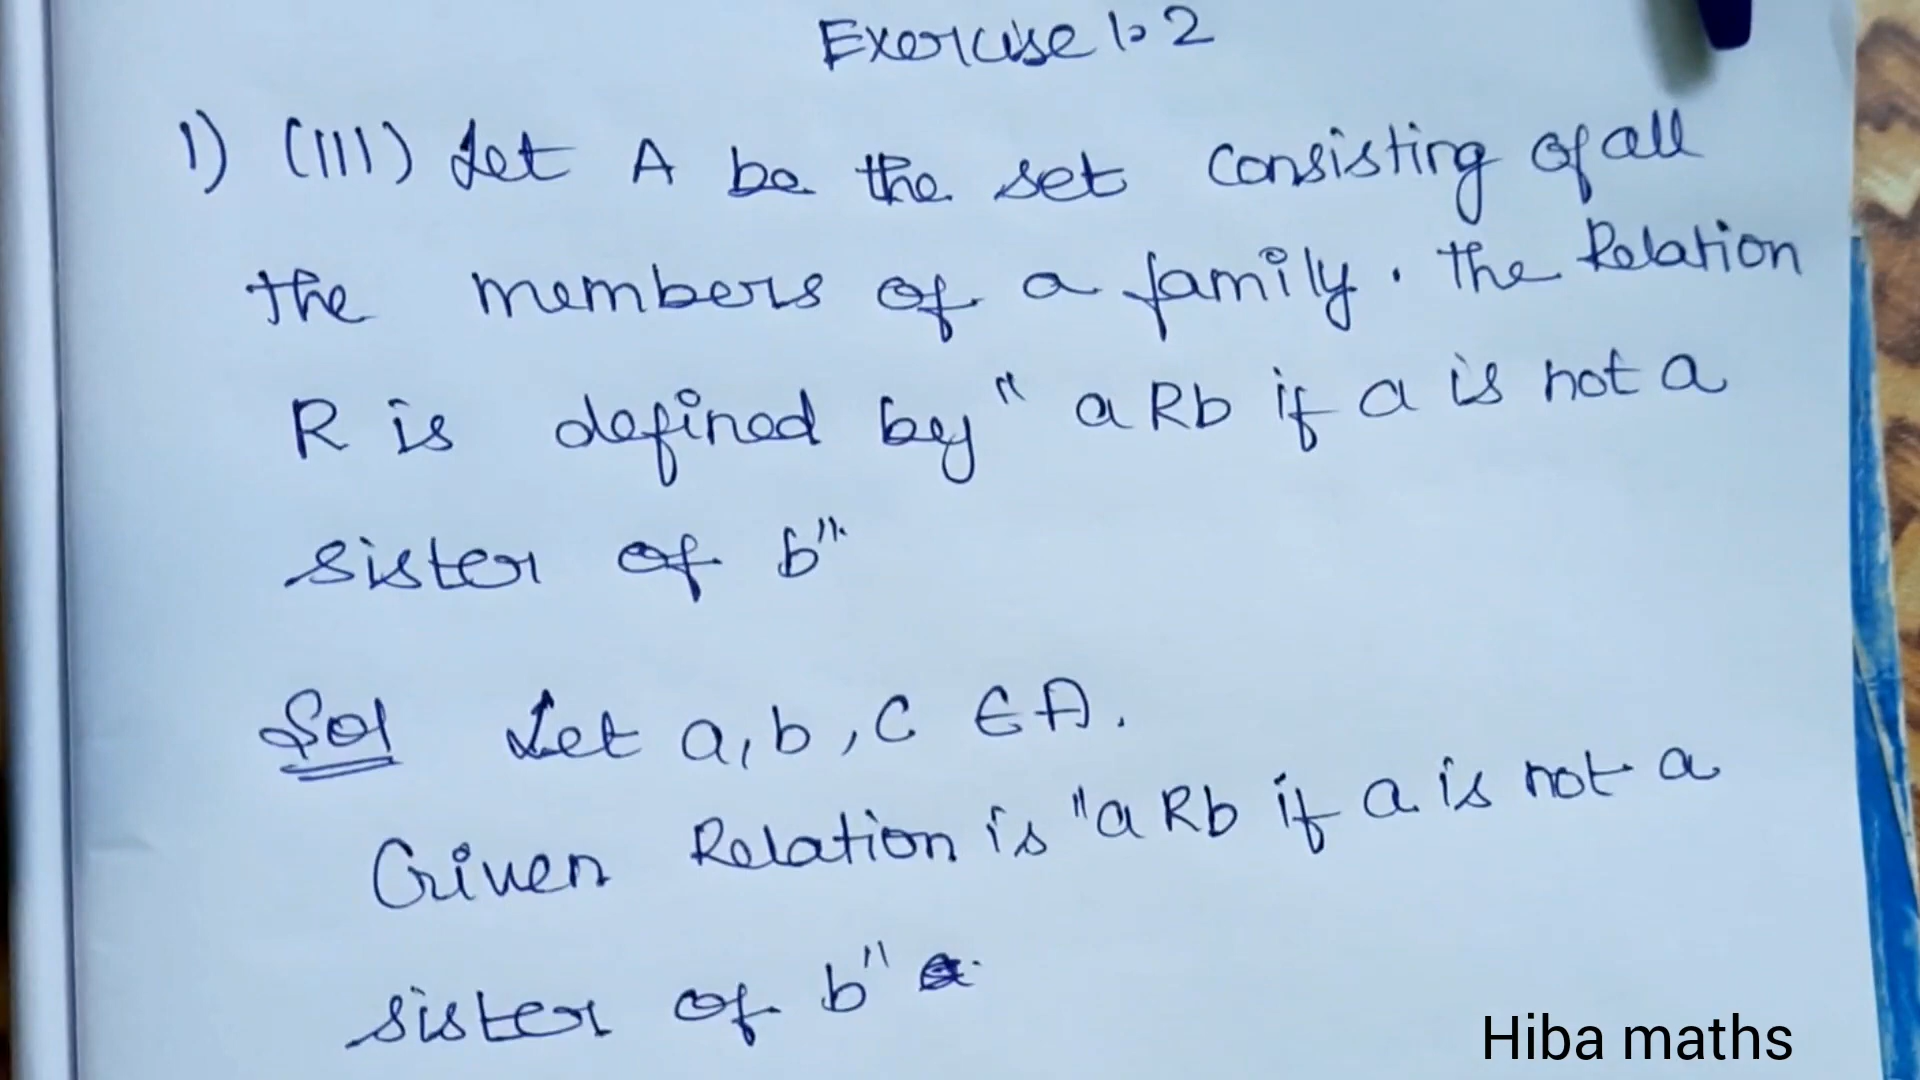 Exercise 1.2
1) (III) Let A be the set consisting of all
the members of a family. the Relation
R is defined by " a R b if a is not a
sister of b".
Sol Let a, b, c ∈ A.
Given Relation is "a R b if a is not a
sister of b"
Hiba maths